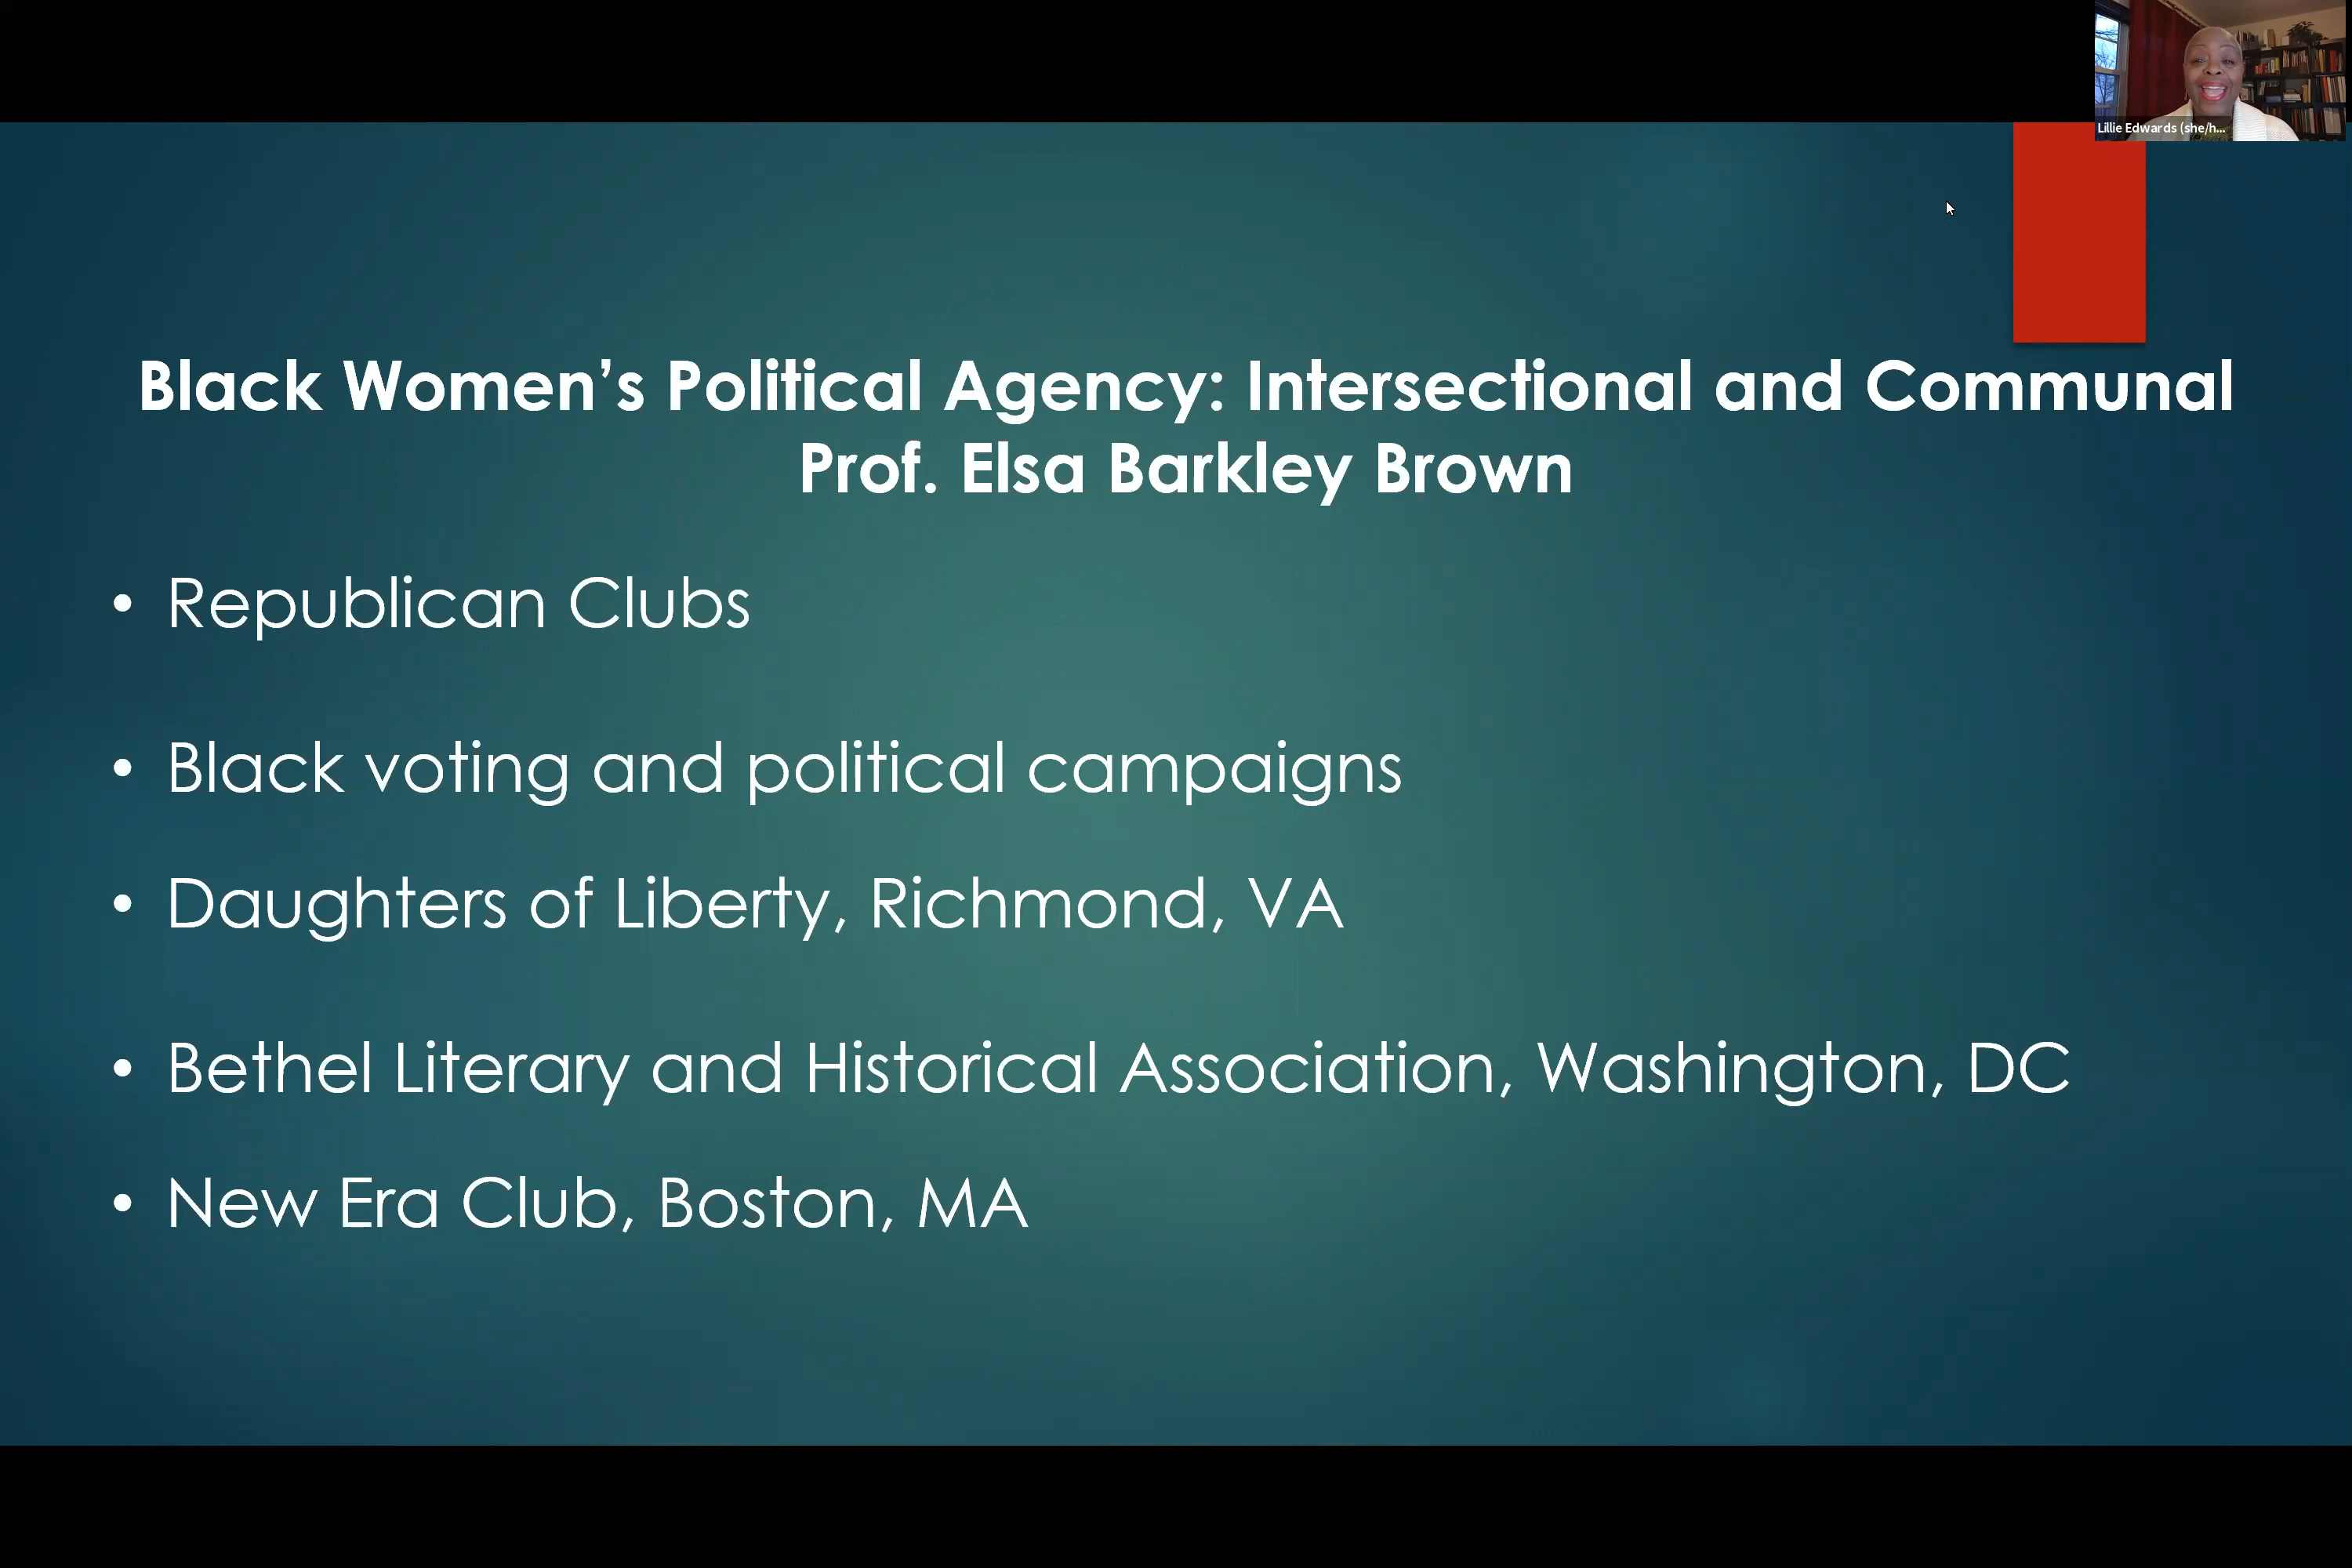 Lillie Edwards (she/h...
Black Women’s Political Agency: Intersectional and Communal
Prof. Elsa Barkley Brown
• Republican Clubs
• Black voting and political campaigns
• Daughters of Liberty, Richmond, VA
• Bethel Literary and Historical Association, Washington, DC
• New Era Club, Boston, MA